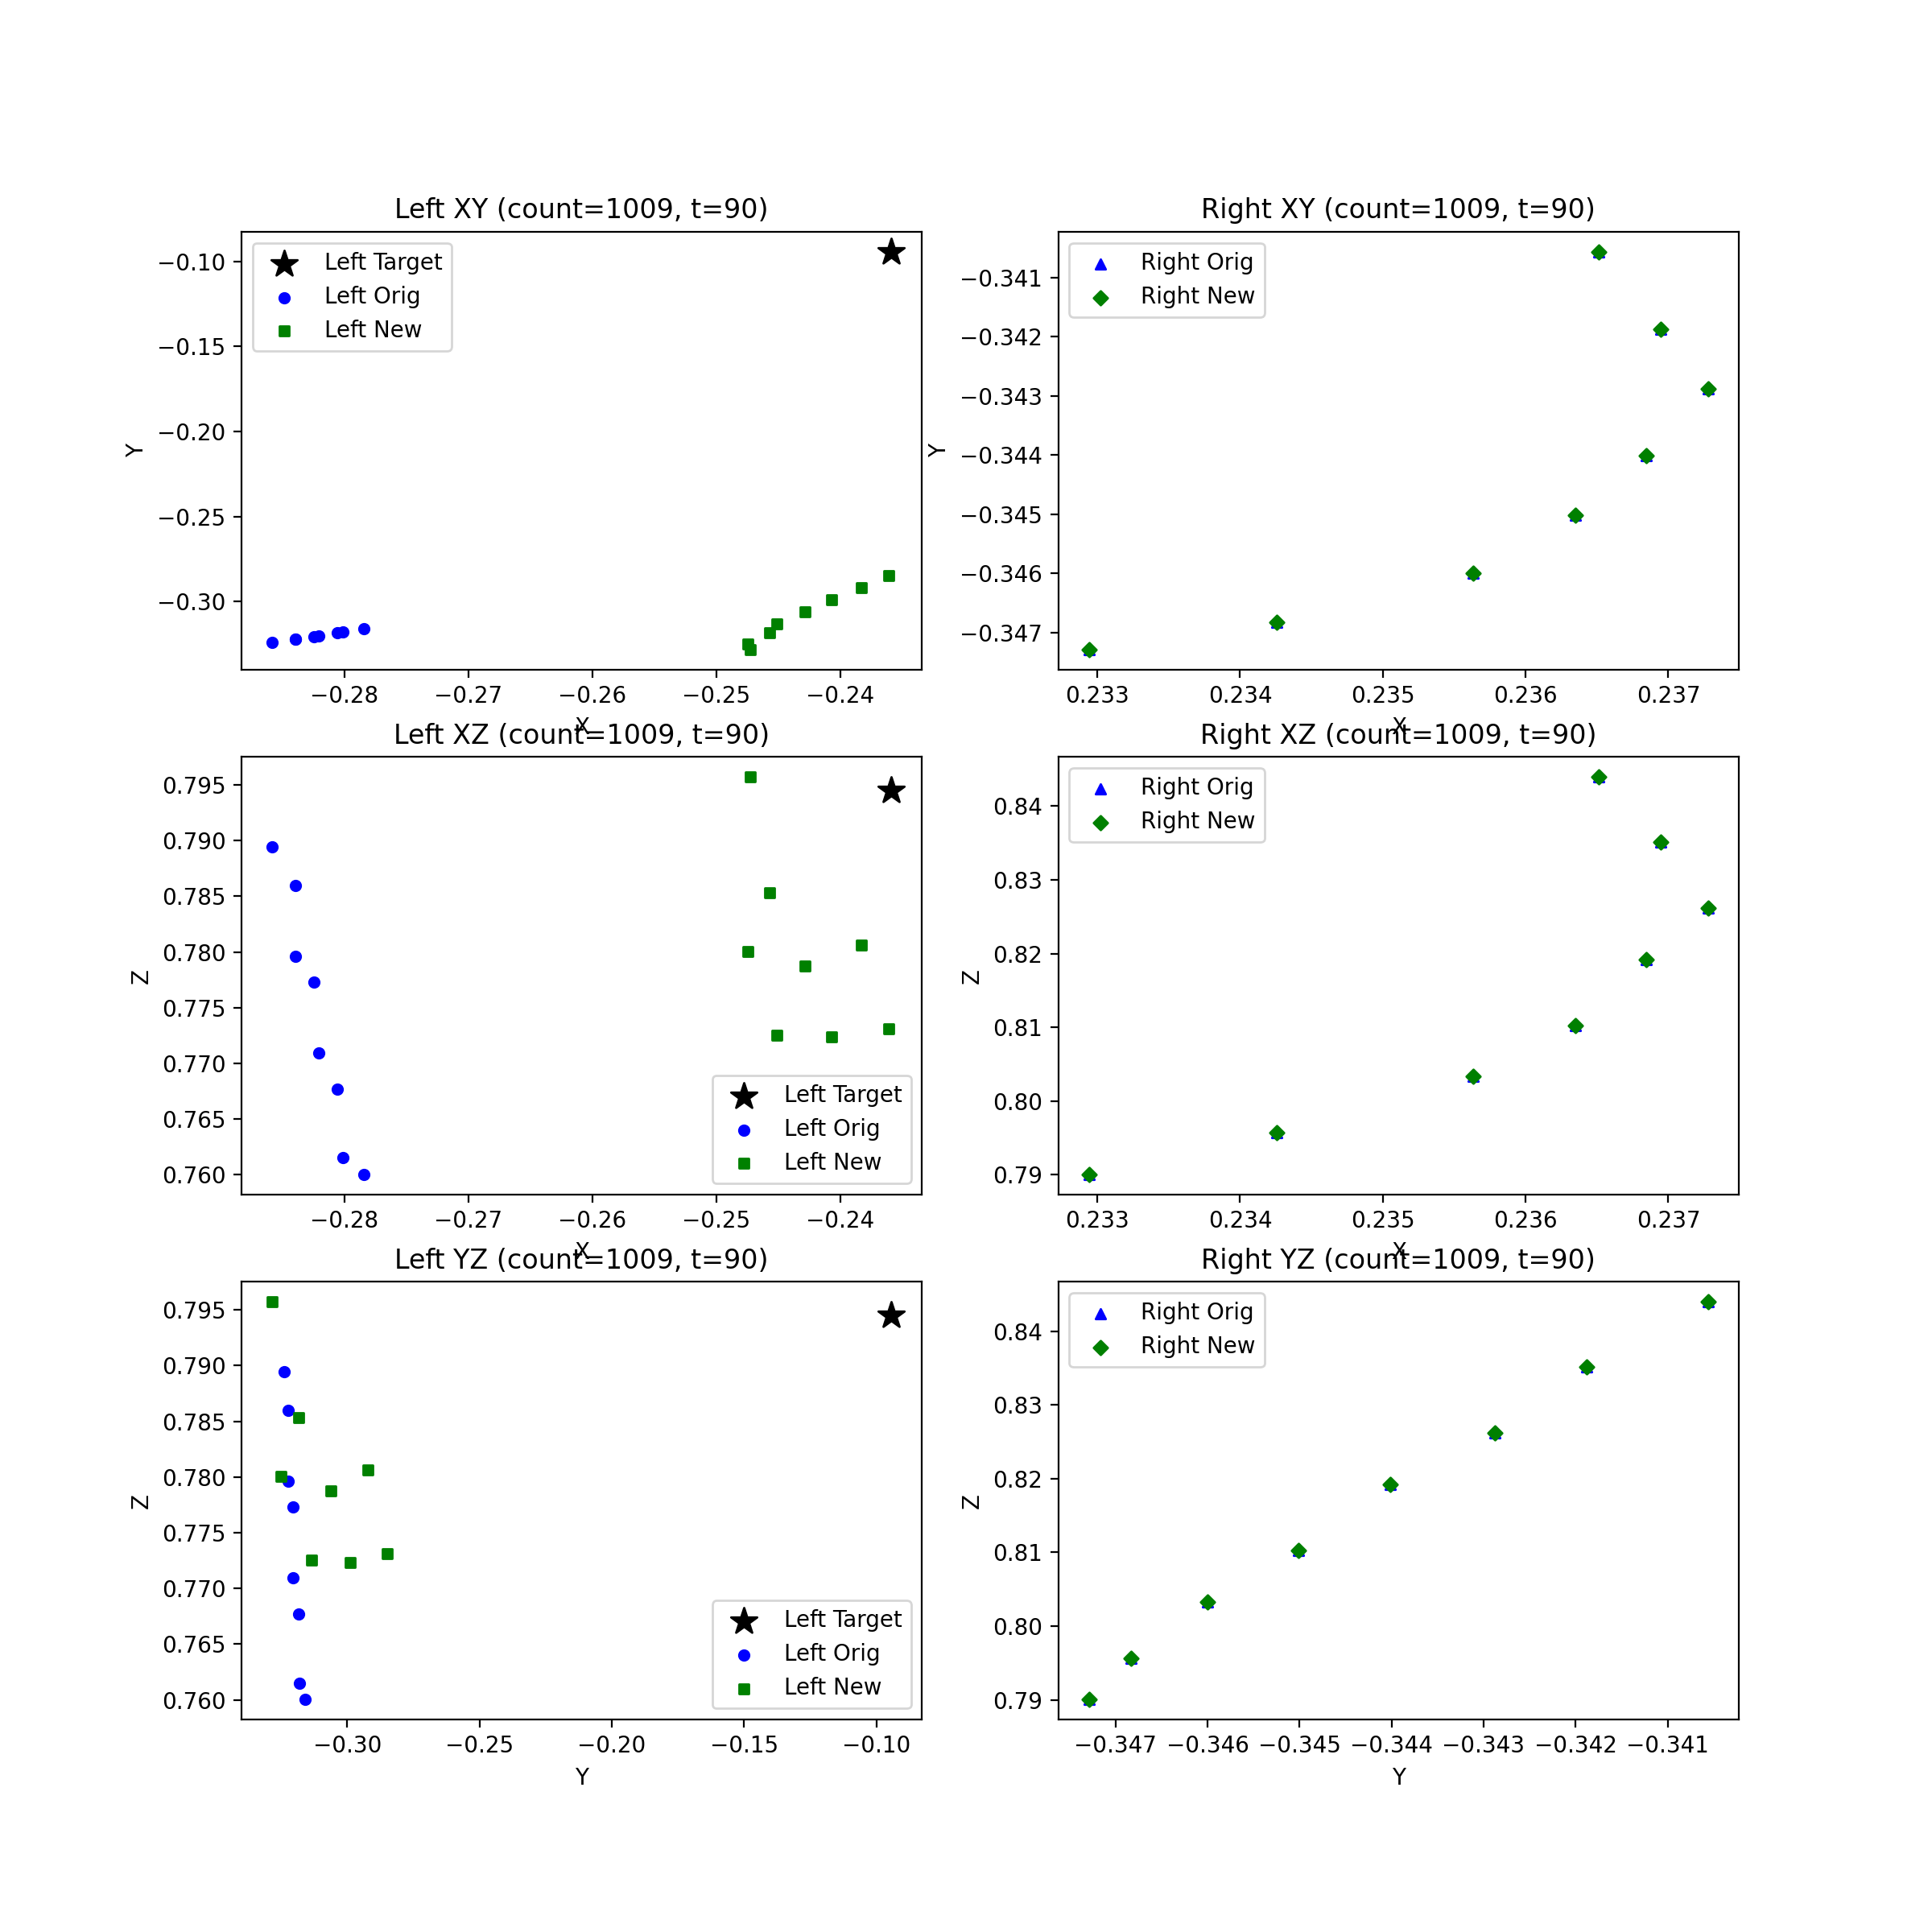 Left XY (count=1009, t=90)
Left Target
Left Orig
Left New
−0.10
−0.15
−0.20
−0.25
−0.30
Y
−0.28
−0.27
−0.26
−0.25
−0.24
X
Right XY (count=1009, t=90)
Right Orig
Right New
−0.341
−0.342
−0.343
−0.344
−0.345
−0.346
−0.347
Y
0.233
0.234
0.235
0.236
0.237
X
Left XZ (count=1009, t=90)
0.795
0.790
0.785
0.780
0.775
0.770
0.765
0.760
Z
Left Target
Left Orig
Left New
−0.28
−0.27
−0.26
−0.25
−0.24
X
Right XZ (count=1009, t=90)
Right Orig
Right New
0.84
0.83
0.82
0.81
0.80
0.79
Z
0.233
0.234
0.235
0.236
0.237
X
Left YZ (count=1009, t=90)
0.795
0.790
0.785
0.780
0.775
0.770
0.765
0.760
Z
Left Target
Left Orig
Left New
−0.30
−0.25
−0.20
−0.15
−0.10
Y
Right YZ (count=1009, t=90)
Right Orig
Right New
0.84
0.83
0.82
0.81
0.80
0.79
Z
−0.347
−0.346
−0.345
−0.344
−0.343
−0.342
−0.341
Y